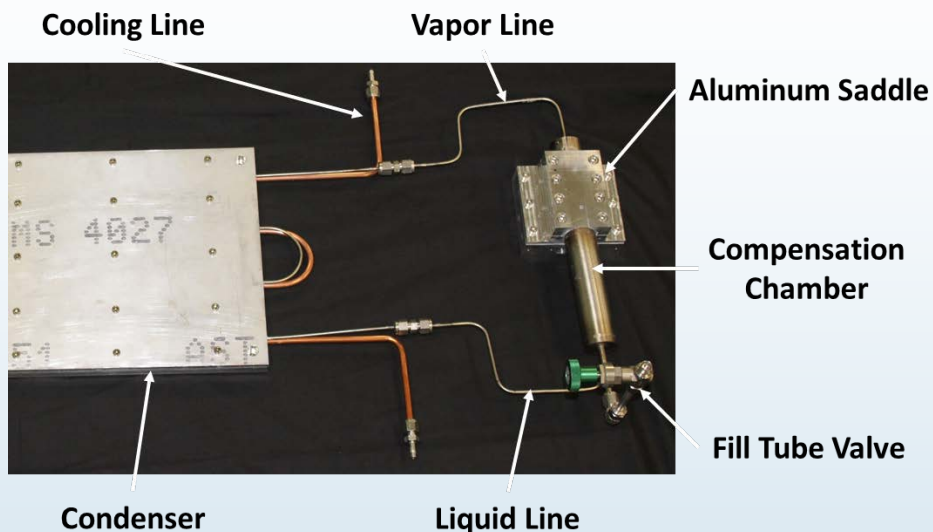 Cooling Line
Vapor Line
Aluminum Saddle
MS 4027
Compensation
Chamber
AST
Fill Tube Valve
Condenser
Liquid Line